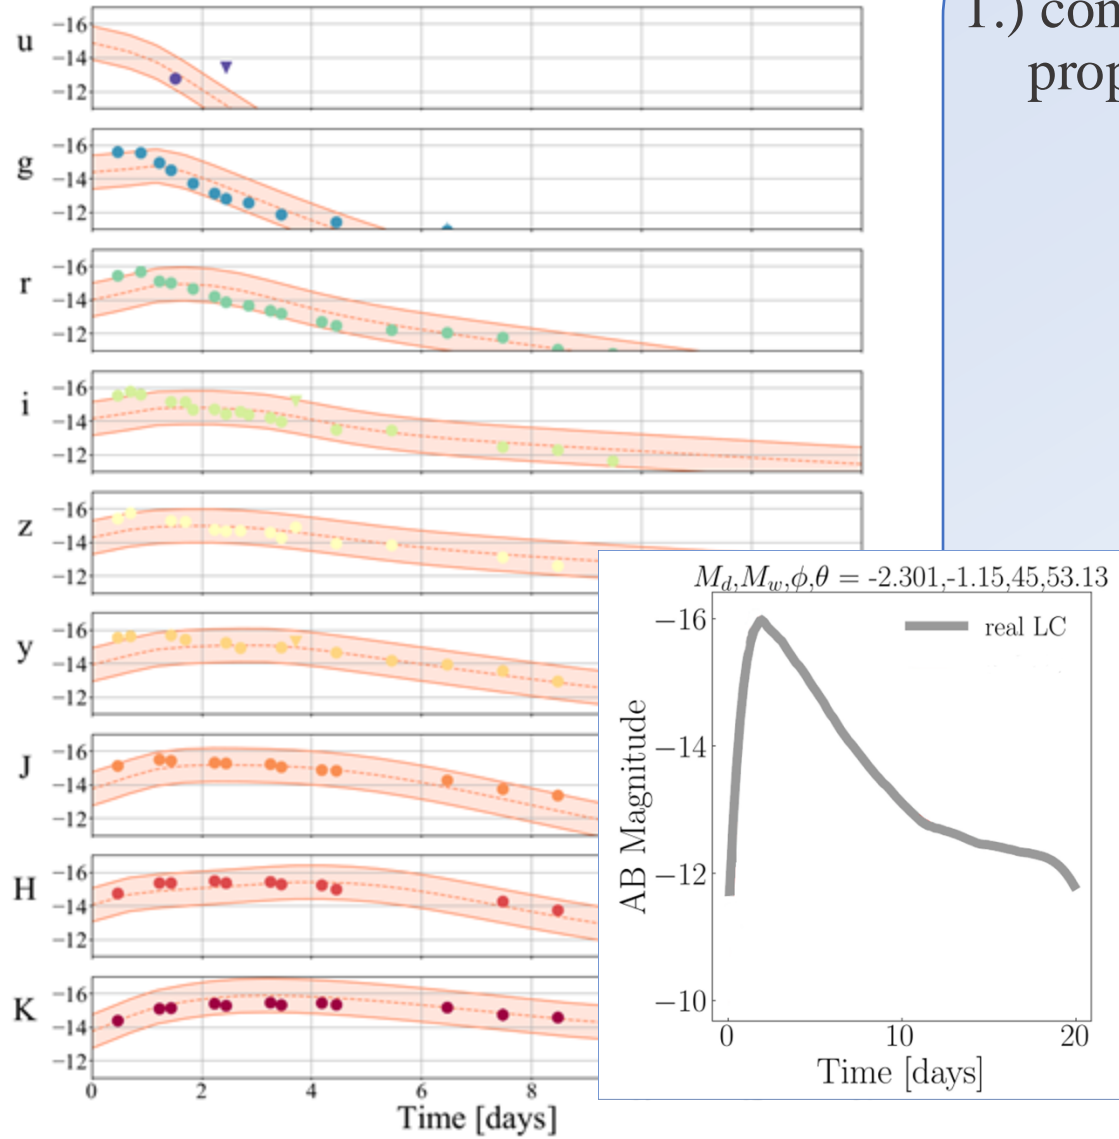 u
−16
−14
−12
g
−16
−14
−12
r
−16
−14
−12
i
−16
−14
−12
z
−16
−14
−12
y
−16
−14
−12
J
−16
−14
−12
H
−16
−14
−12
K
−16
−14
−12
0 2 4 6 8
Time [days]
1.) con
prop
M_d,M_w,ϕ,θ = -2.301,-1.15,45,53.13
real LC
AB Magnitude
−16
−14
−12
−10
0 10 20
Time [days]